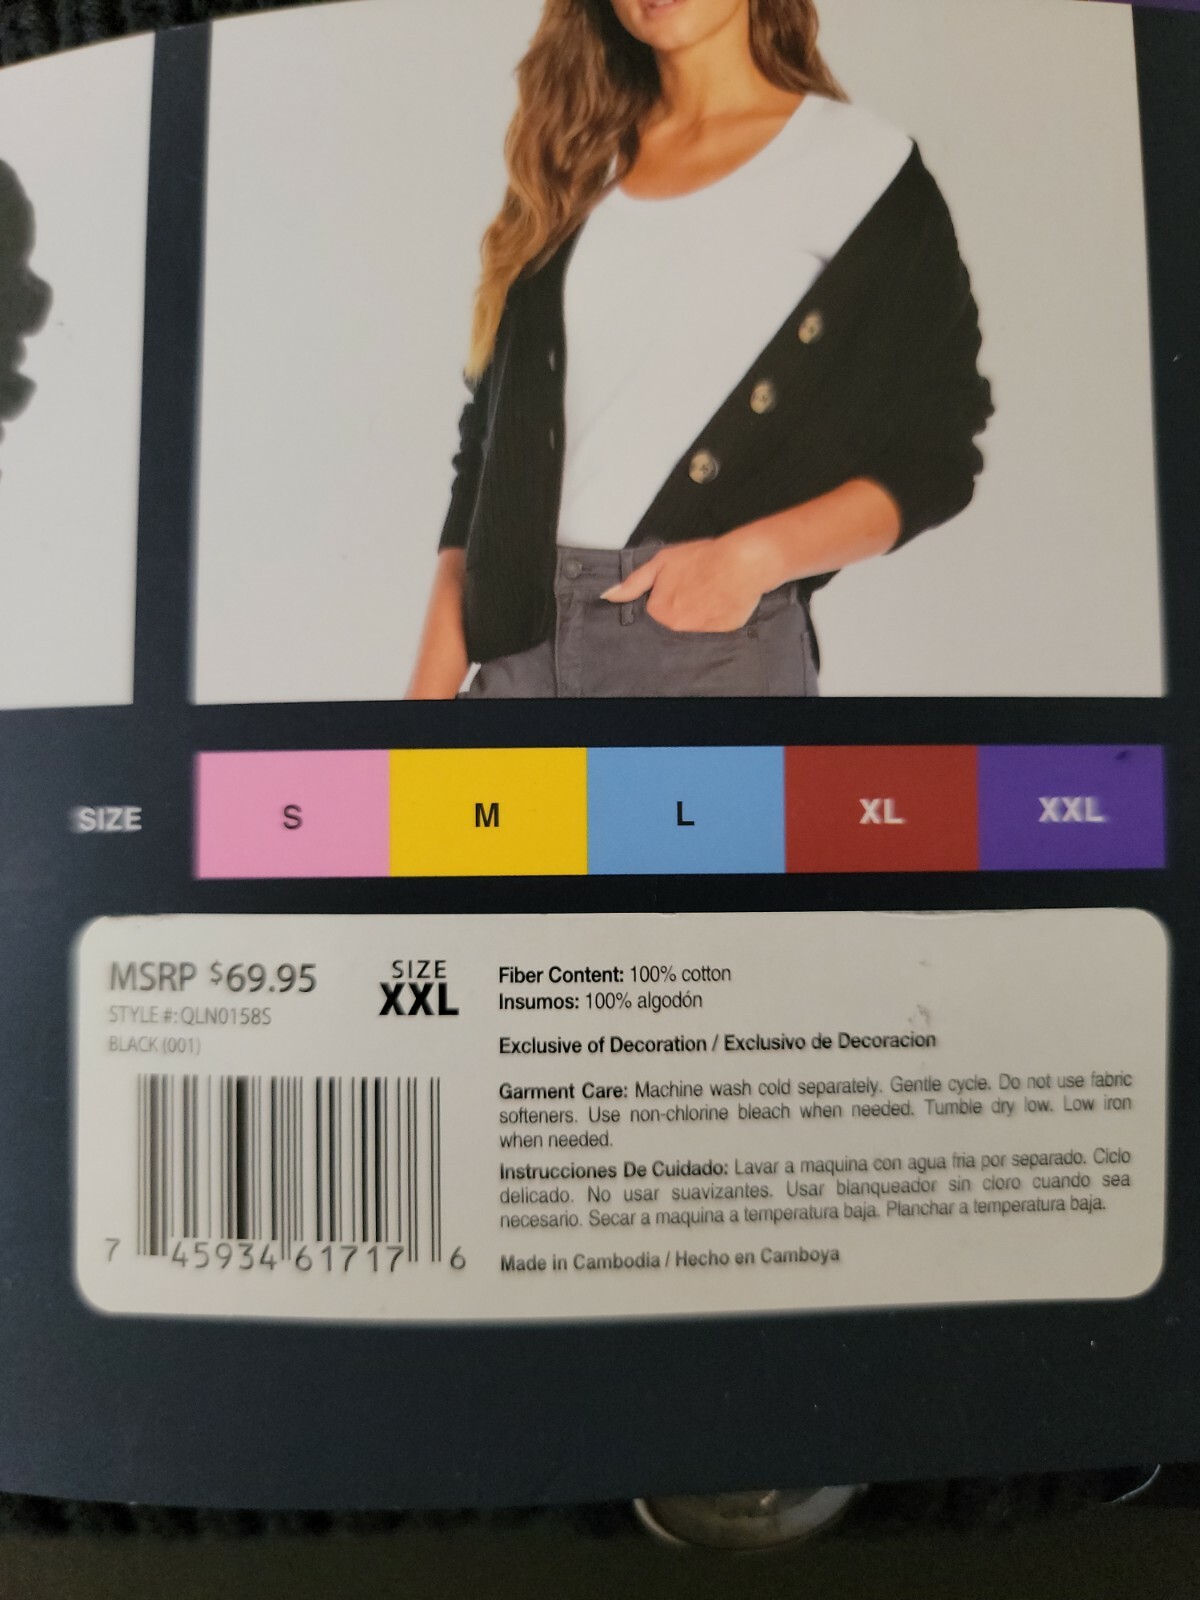 SIZE S M L XL XXL
MSRP $69.95
STYLE #: QLN0158S
BLACK (001)
SIZE
XXL
7 45934 61717 6
Fiber Content: 100% cotton
Insumos: 100% algodón
Exclusive of Decoration / Exclusivo de Decoracion
Garment Care: Machine wash cold separately. Gentle cycle. Do not use fabric
softeners. Use non-chlorine bleach when needed. Tumble dry low. Low iron
when needed.
Instrucciones De Cuidado: Lavar a maquina con agua fria por separado. Ciclo
delicado. No usar suavizantes. Usar blanqueador sin cloro cuando sea
necesario. Secar a maquina a temperatura baja. Planchar a temperatura baja.
Made in Cambodia / Hecho en Camboya